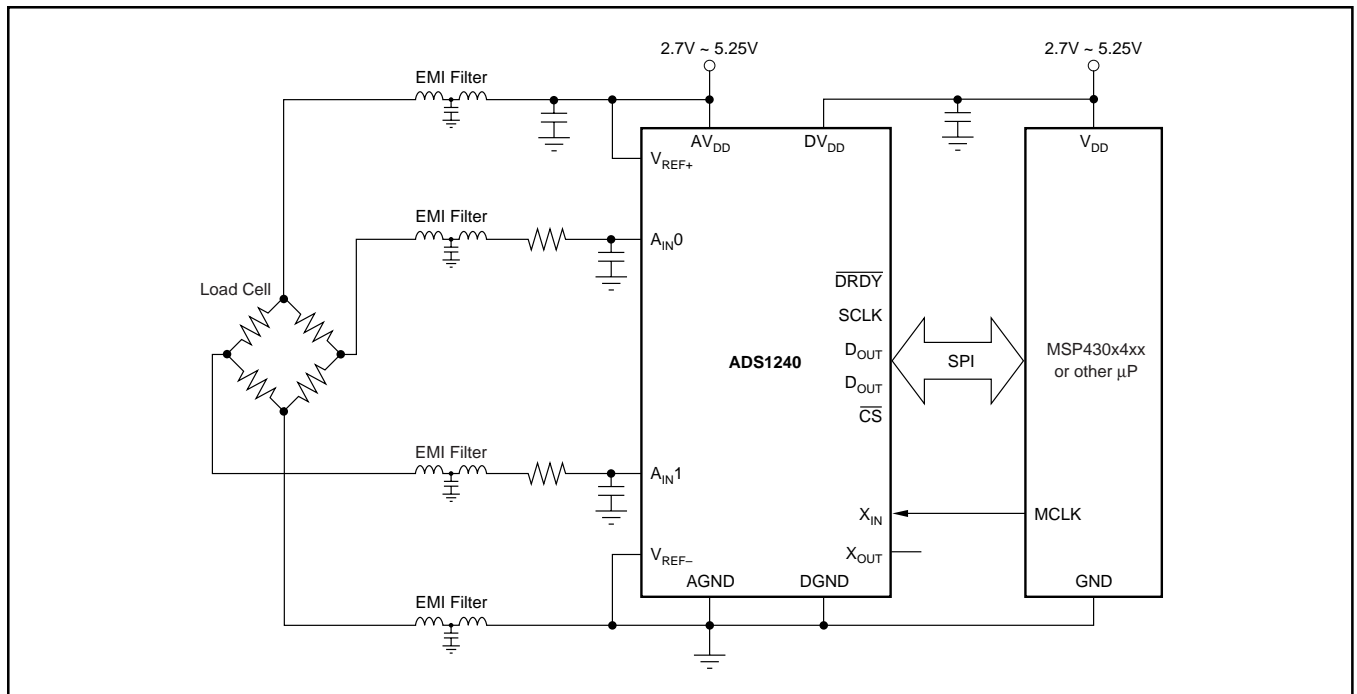 2.7V ~ 5.25V
2.7V ~ 5.25V
EMI Filter
AVDD
DVDD
VDD
VREF+
EMI Filter
AIN0
DRDY
Load Cell
SCLK
DOUT
SPI
MSP430x4xx
or other µP
ADS1240
DOUT
CS
EMI Filter
AIN1
XIN
MCLK
VREF–
XOUT
AGND
DGND
GND
EMI Filter